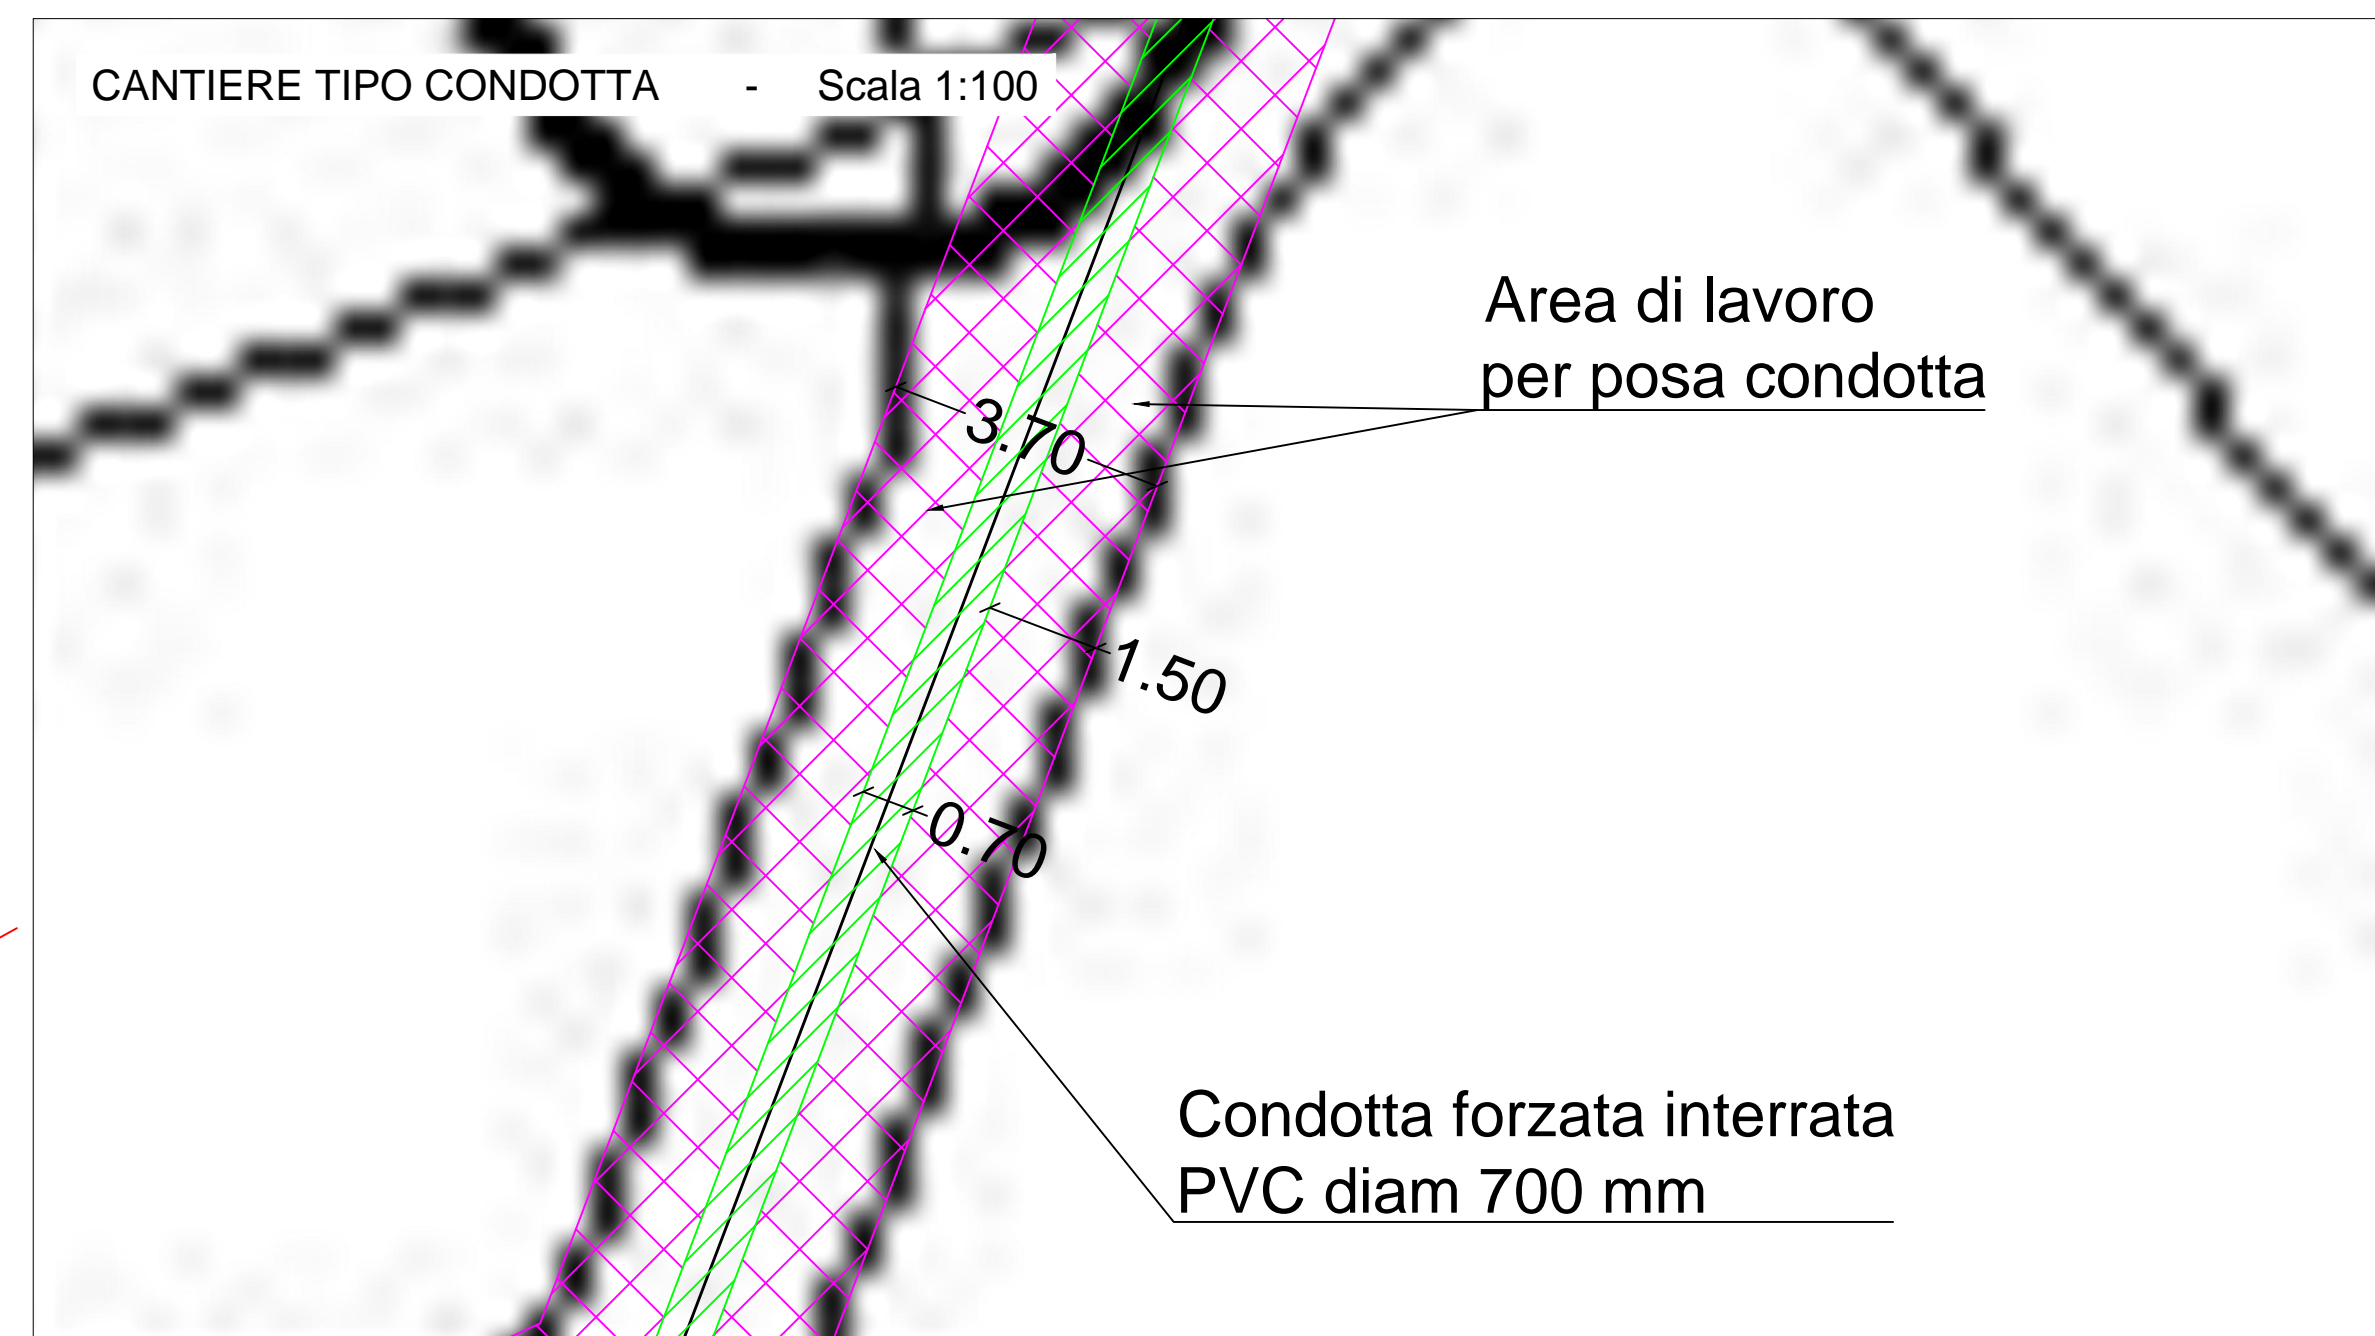 CANTIERE TIPO CONDOTTA - Scala 1:100
Area di lavoro
per posa condotta
3.70
1.50
0.70
Condotta forzata interrata
PVC diam 700 mm